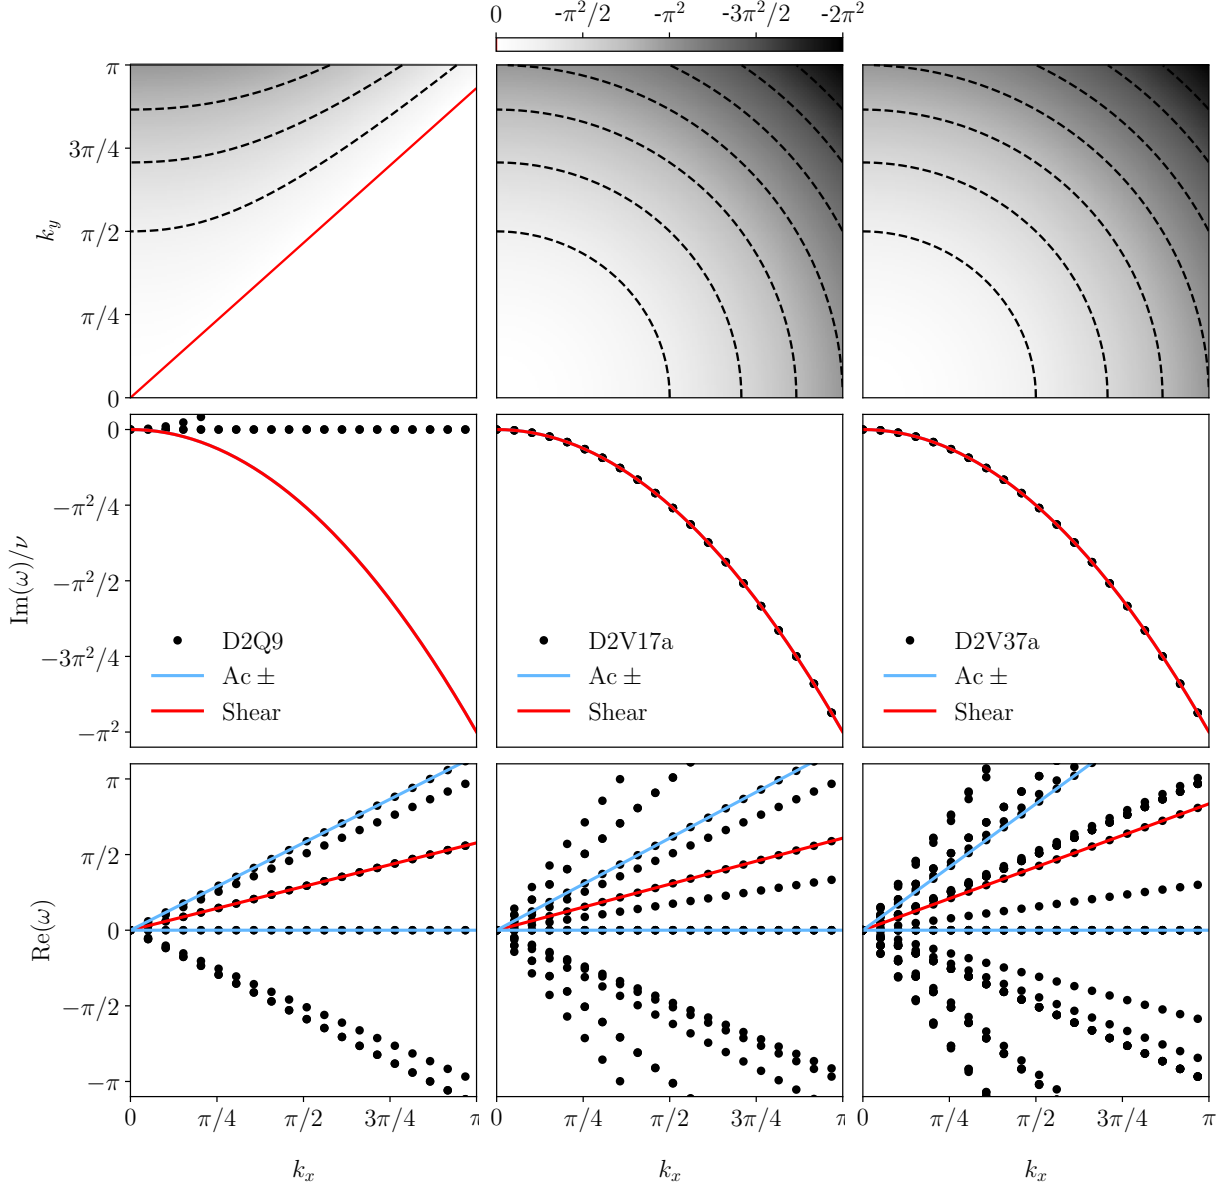 0 -π²/2 -π² -3π²/2 -2π²
π
3π/4
π/2
π/4
0
k_y
0
−π²/4
−π²/2
−3π²/4
−π²
Im(ω)/ν
D2Q9
Ac ±
Shear
D2V17a
Ac ±
Shear
D2V37a
Ac ±
Shear
π
π/2
0
−π/2
−π
Re(ω)
0 π/4 π/2 3π/4 π
0 π/4 π/2 3π/4 π
0 π/4 π/2 3π/4 π
k_x
k_x
k_x